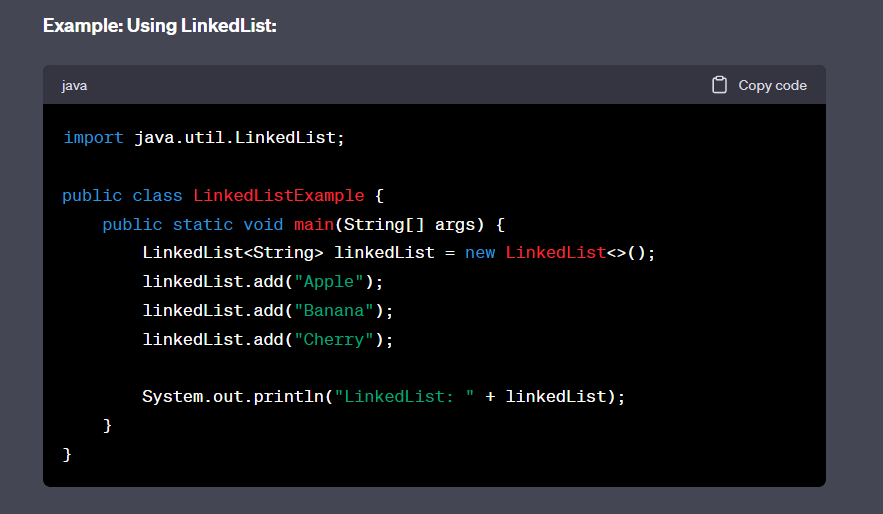 Example: Using LinkedList:
java
Copy code
import java.util.LinkedList;
public class LinkedListExample {
    public static void main(String[] args) {
        LinkedList<String> linkedList = new LinkedList<>();
        linkedList.add("Apple");
        linkedList.add("Banana");
        linkedList.add("Cherry");
        System.out.println("LinkedList: " + linkedList);
    }
}